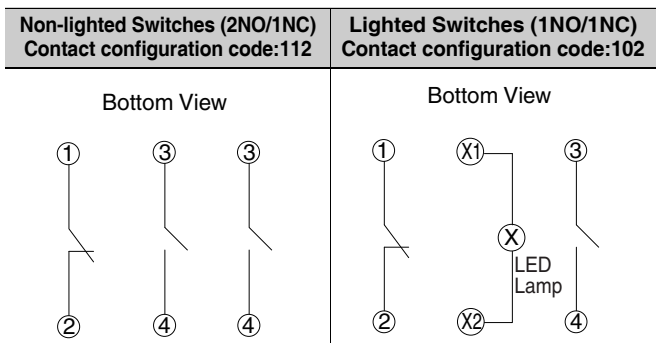 Non-lighted Switches (2NO/1NC)
Contact configuration code:112
Lighted Switches (1NO/1NC)
Contact configuration code:102
Bottom View
1 3 3
2 4 4
Bottom View
1 X1 3
X
LED
Lamp
2 X2 4